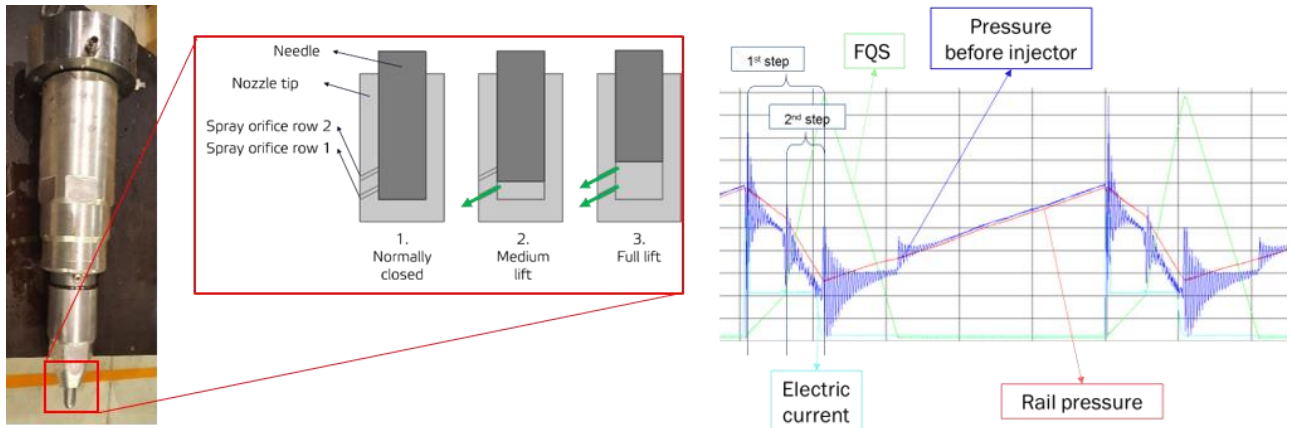 Needle
Nozzle tip
Spray orifice row 2
Spray orifice row 1
1.
Normally
closed
2.
Medium
lift
3.
Full lift
1st step
2nd step
FQS
Pressure
before injector
Electric
current
Rail pressure